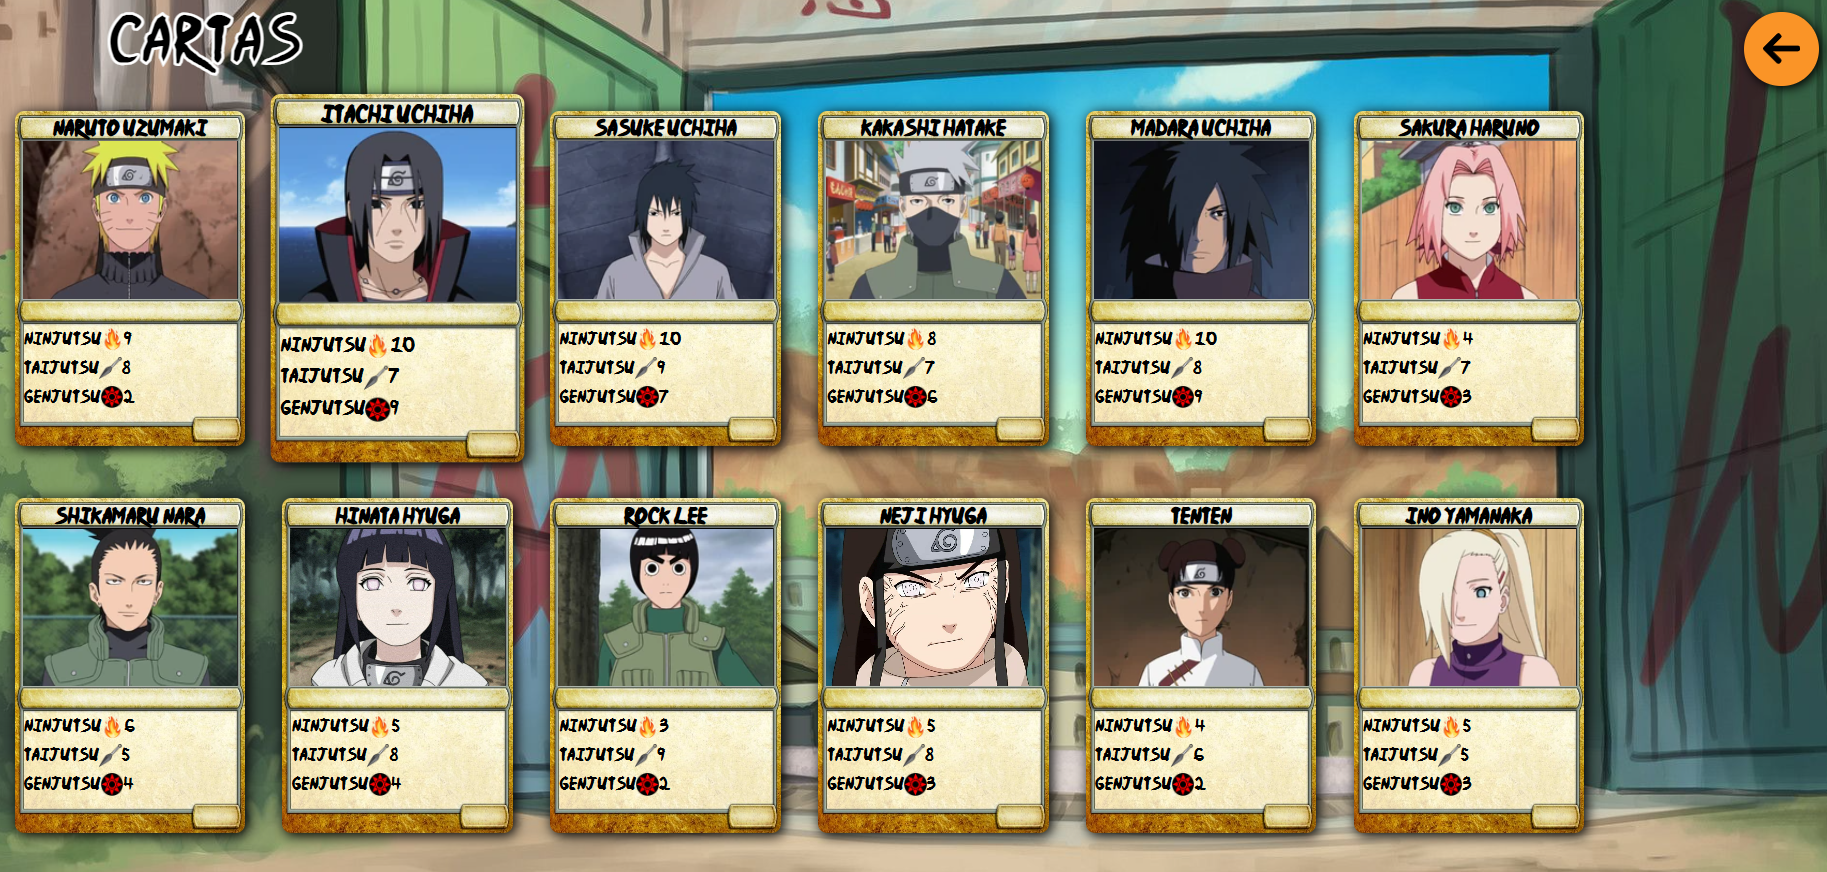 CARTAS
NARUTO UZUMAKI
NINJUTSU 9
TAIJUTSU 8
GENJUTSU 2
ITACHI UCHIHA
NINJUTSU 10
TAIJUTSU 7
GENJUTSU 9
SASUKE UCHIHA
NINJUTSU 10
TAIJUTSU 9
GENJUTSU 7
KAKASHI HATAKE
NINJUTSU 8
TAIJUTSU 7
GENJUTSU 6
MADARA UCHIHA
NINJUTSU 10
TAIJUTSU 8
GENJUTSU 9
SAKURA HARUNO
NINJUTSU 4
TAIJUTSU 7
GENJUTSU 3
SHIKAMARU NARA
NINJUTSU 6
TAIJUTSU 5
GENJUTSU 4
HINATA HYUGA
NINJUTSU 5
TAIJUTSU 8
GENJUTSU 4
ROCK LEE
NINJUTSU 3
TAIJUTSU 9
GENJUTSU 2
NEJI HYUGA
NINJUTSU 5
TAIJUTSU 8
GENJUTSU 3
TENTEN
NINJUTSU 4
TAIJUTSU 6
GENJUTSU 2
INO YAMANAKA
NINJUTSU 5
TAIJUTSU 5
GENJUTSU 3